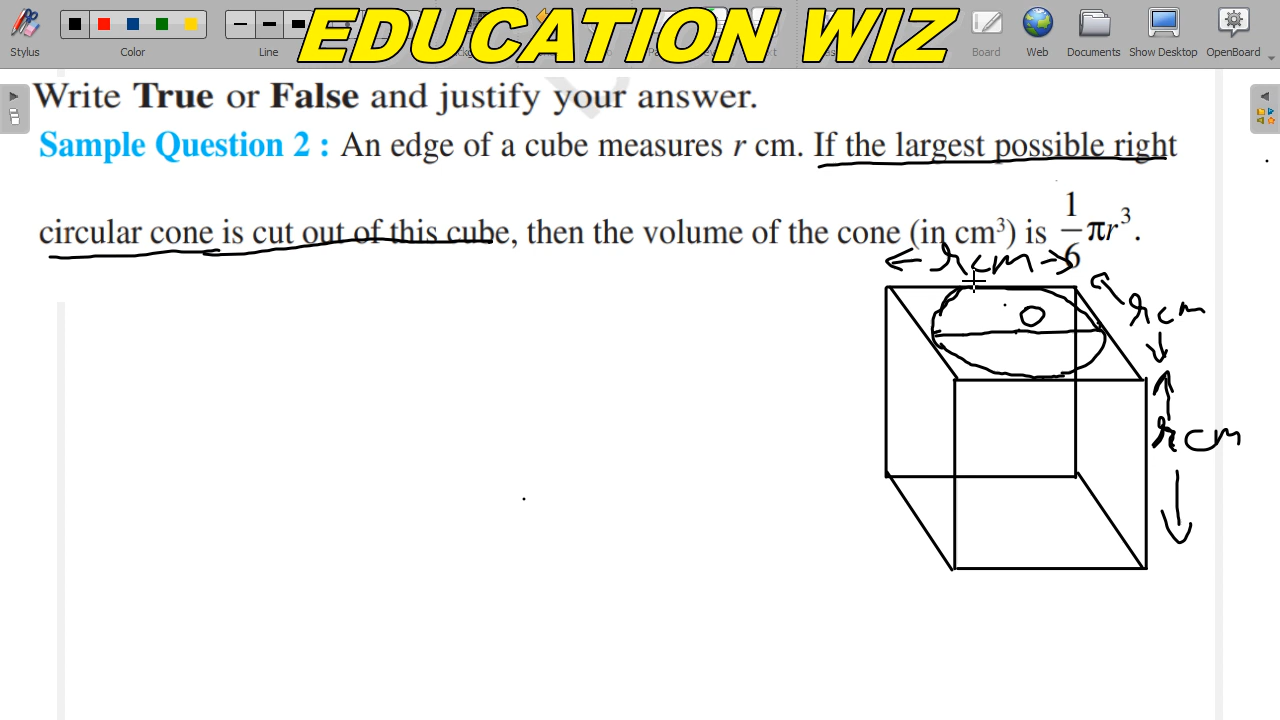 EDUCATION WIZ
Stylus Color Line Board Web Documents Show Desktop OpenBoard
Write True or False and justify your answer.
Sample Question 2 : An edge of a cube measures r cm. If the largest possible right
circular cone is cut out of this cube, then the volume of the cone (in cm³) is 1/6 πr³.
r cm
r cm
r cm
O